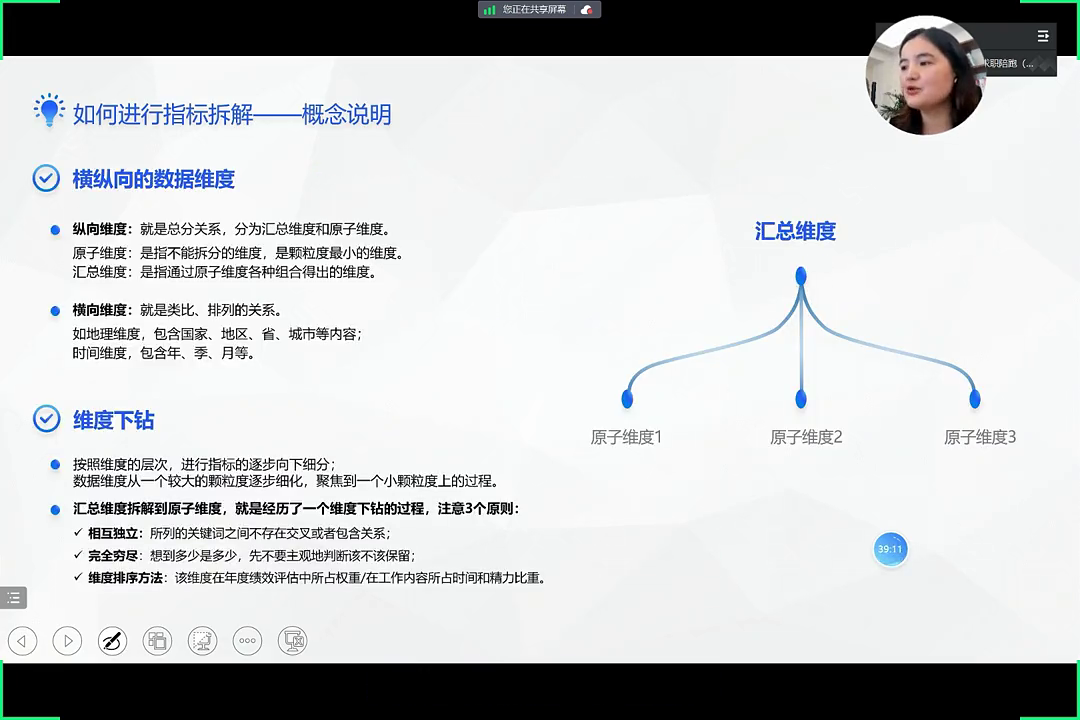 您正在共享屏幕
求职陪跑（...
如何进行指标拆解——概念说明
横纵向的数据维度
纵向维度：就是总分关系，分为汇总维度和原子维度。
原子维度：是指不能拆分的维度，是颗粒度最小的维度。
汇总维度：是指通过原子维度各种组合得出的维度。
横向维度：就是类比、排列的关系。
如地理维度，包含国家、地区、省、城市等内容；
时间维度，包含年、季、月等。
维度下钻
按照维度的层次，进行指标的逐步向下细分；
数据维度从一个较大的颗粒度逐步细化，聚焦到一个小颗粒度上的过程。
汇总维度拆解到原子维度，就是经历了一个维度下钻的过程，注意3个原则：
相互独立：所列的关键词之间不存在交叉或者包含关系；
完全穷尽：想到多少是多少，先不要主观地判断该不该保留；
维度排序方法：该维度在年度绩效评估中所占权重/在工作内容所占时间和精力比重。
汇总维度
原子维度1
原子维度2
原子维度3
39:11